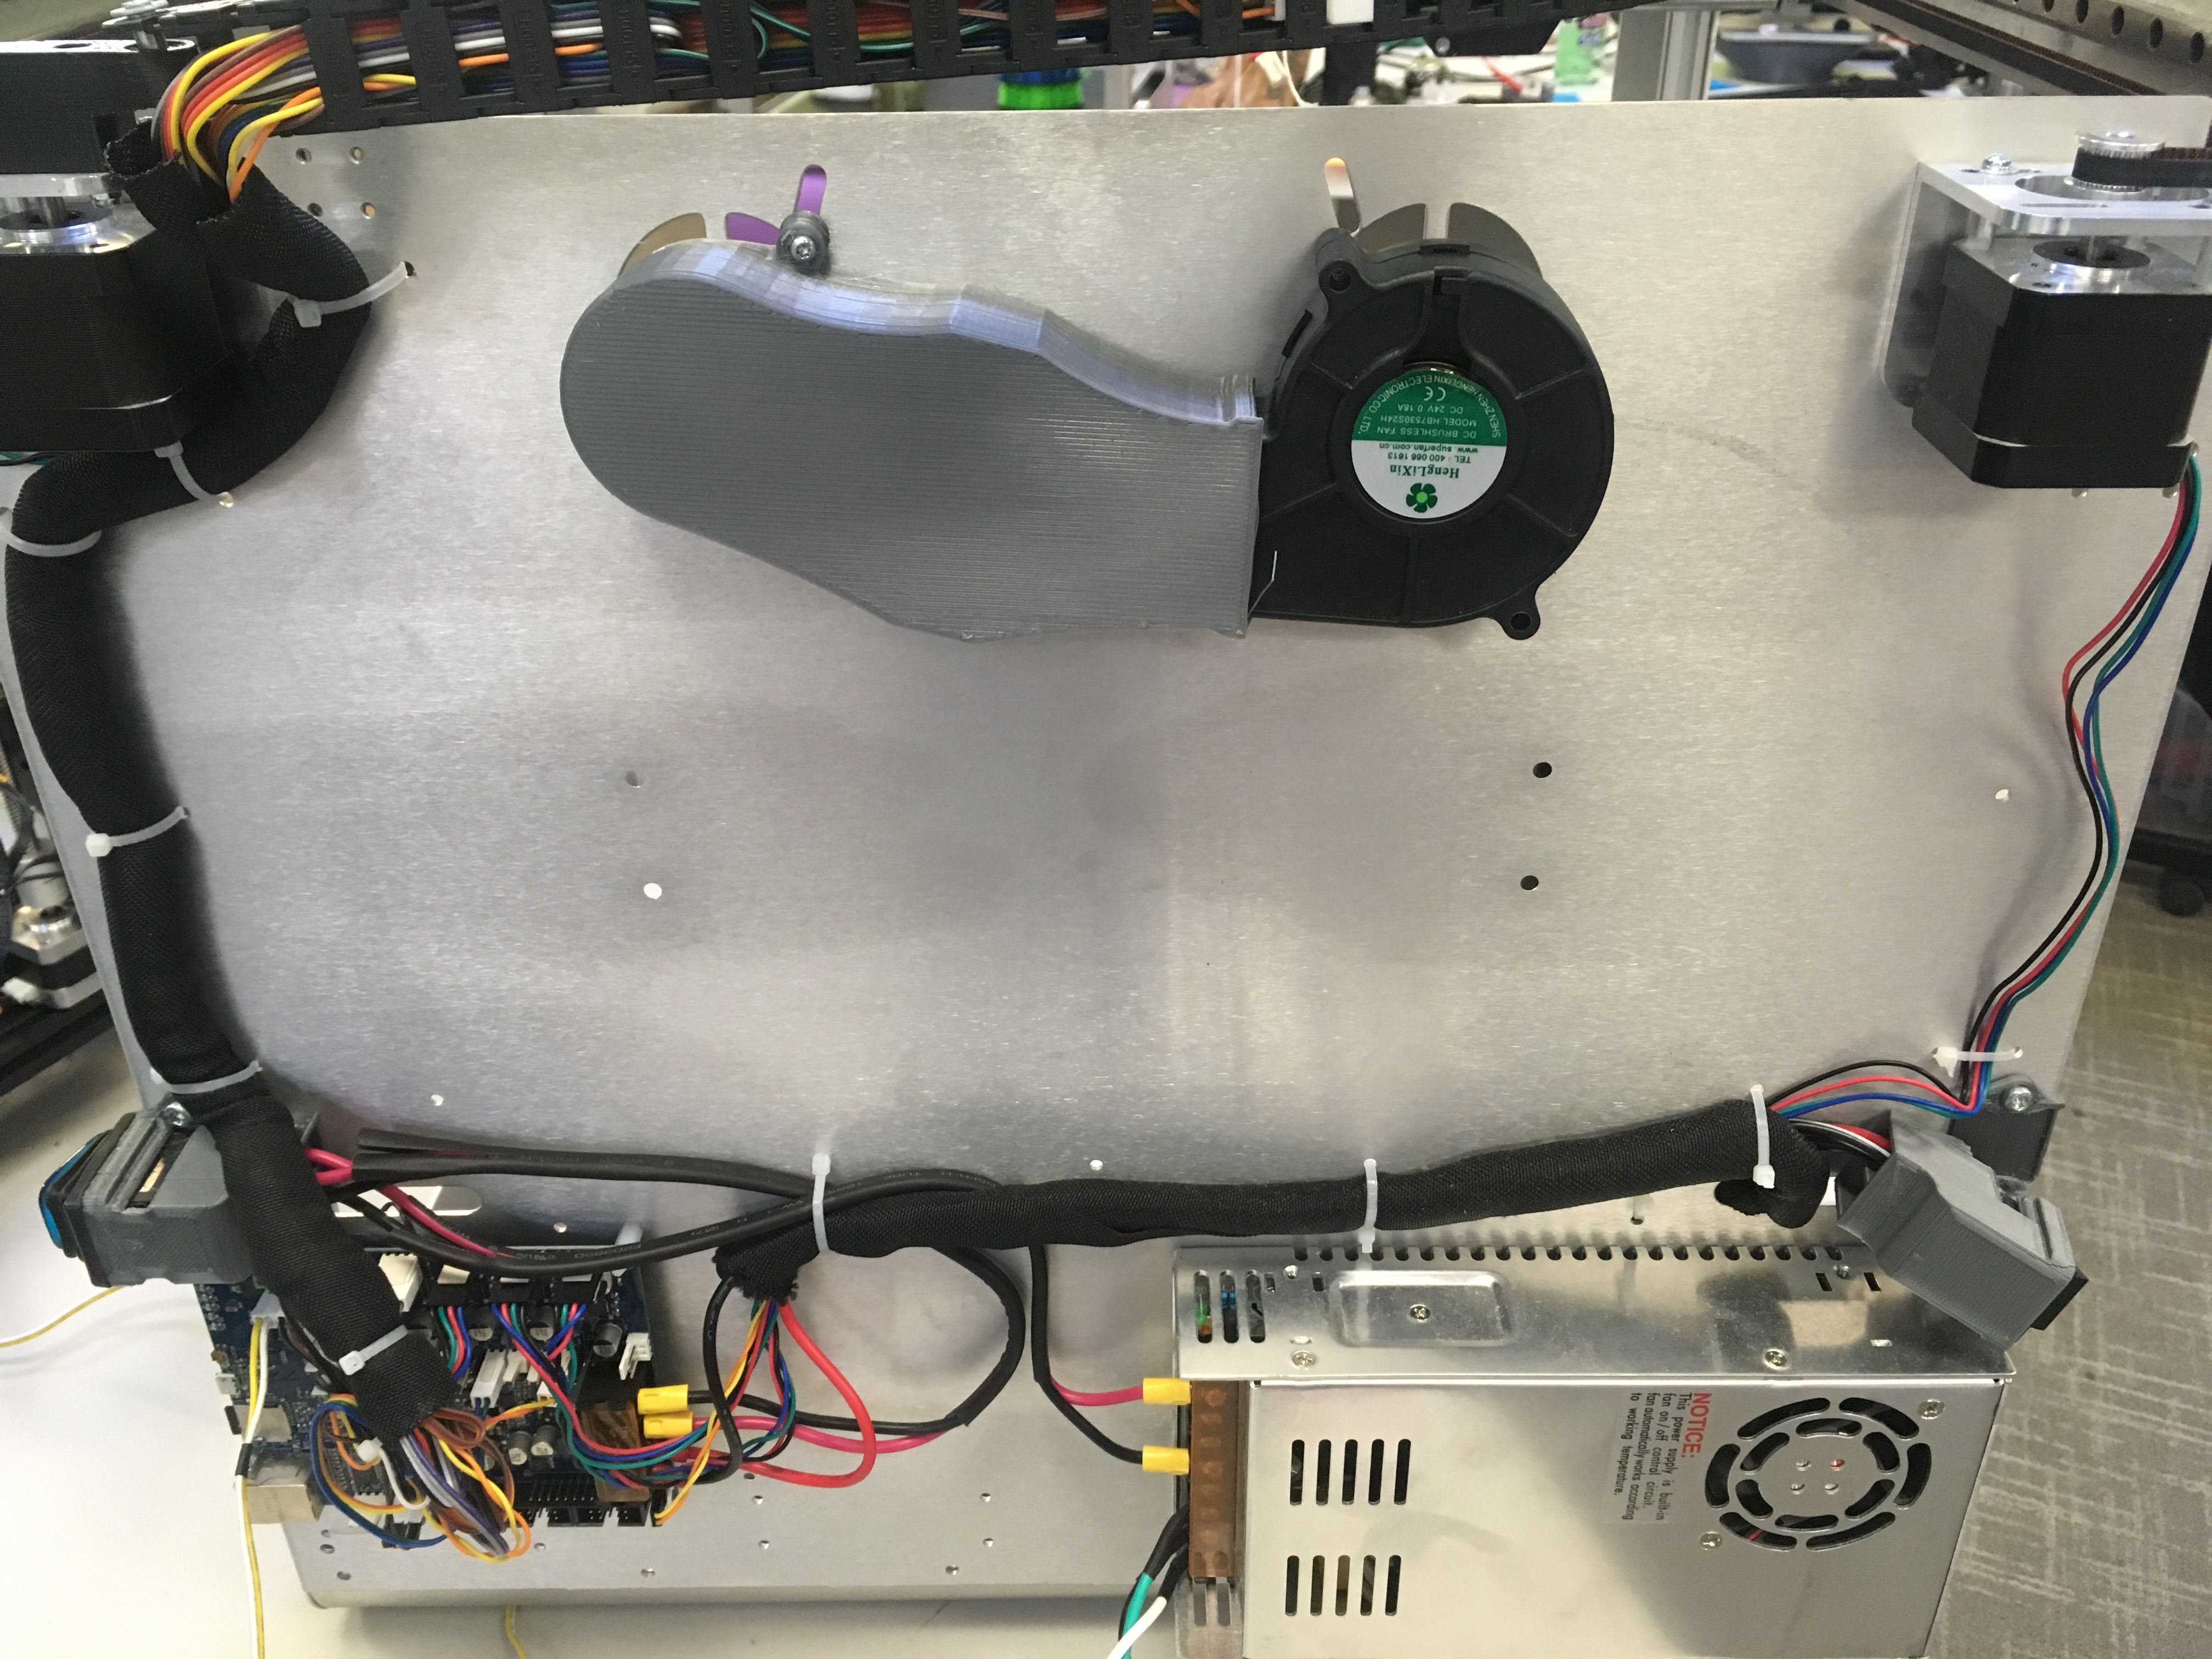 SHENZHEN HENGLIXIN ELECTRONIC CO. LTD.
CE
DC 24V 0.18A
MODEL:HB7530S24H
DC BRUSHLESS FAN
www.superfan.com.cn
TEL : 400 066 1613
HengLiXin
NOTICE:
This power supply is built-in
fan on/off control circuit.
fan automatically works according
to working temperature.